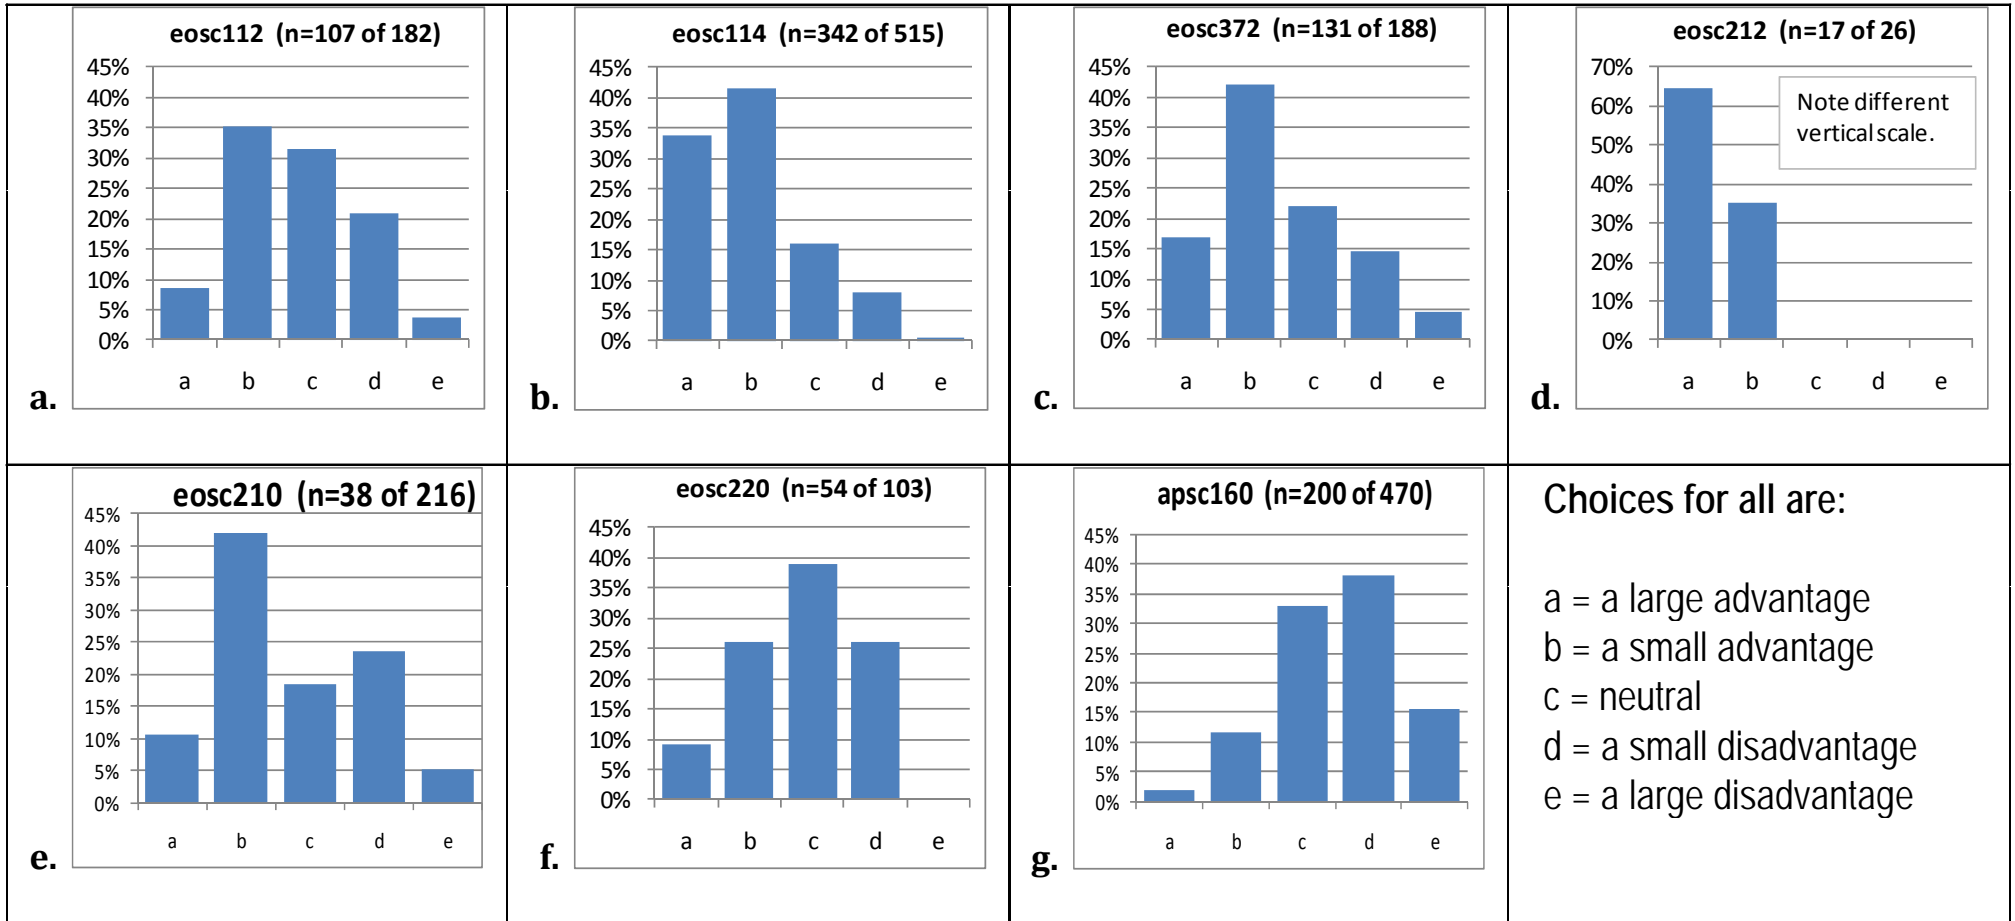 eosc112 (n=107 of 182)
45%
40%
35%
30%
25%
20%
15%
10%
5%
0%
a b c d e
a.
eosc114 (n=342 of 515)
45%
40%
35%
30%
25%
20%
15%
10%
5%
0%
a b c d e
b.
eosc372 (n=131 of 188)
45%
40%
35%
30%
25%
20%
15%
10%
5%
0%
a b c d e
c.
eosc212 (n=17 of 26)
70%
60%
50%
40%
30%
20%
10%
0%
Note different
vertical scale.
a b c d e
d.
eosc210 (n=38 of 216)
45%
40%
35%
30%
25%
20%
15%
10%
5%
0%
a b c d e
e.
eosc220 (n=54 of 103)
45%
40%
35%
30%
25%
20%
15%
10%
5%
0%
a b c d e
f.
apsc160 (n=200 of 470)
45%
40%
35%
30%
25%
20%
15%
10%
5%
0%
a b c d e
g.
Choices for all are:
a = a large advantage
b = a small advantage
c = neutral
d = a small disadvantage
e = a large disadvantage